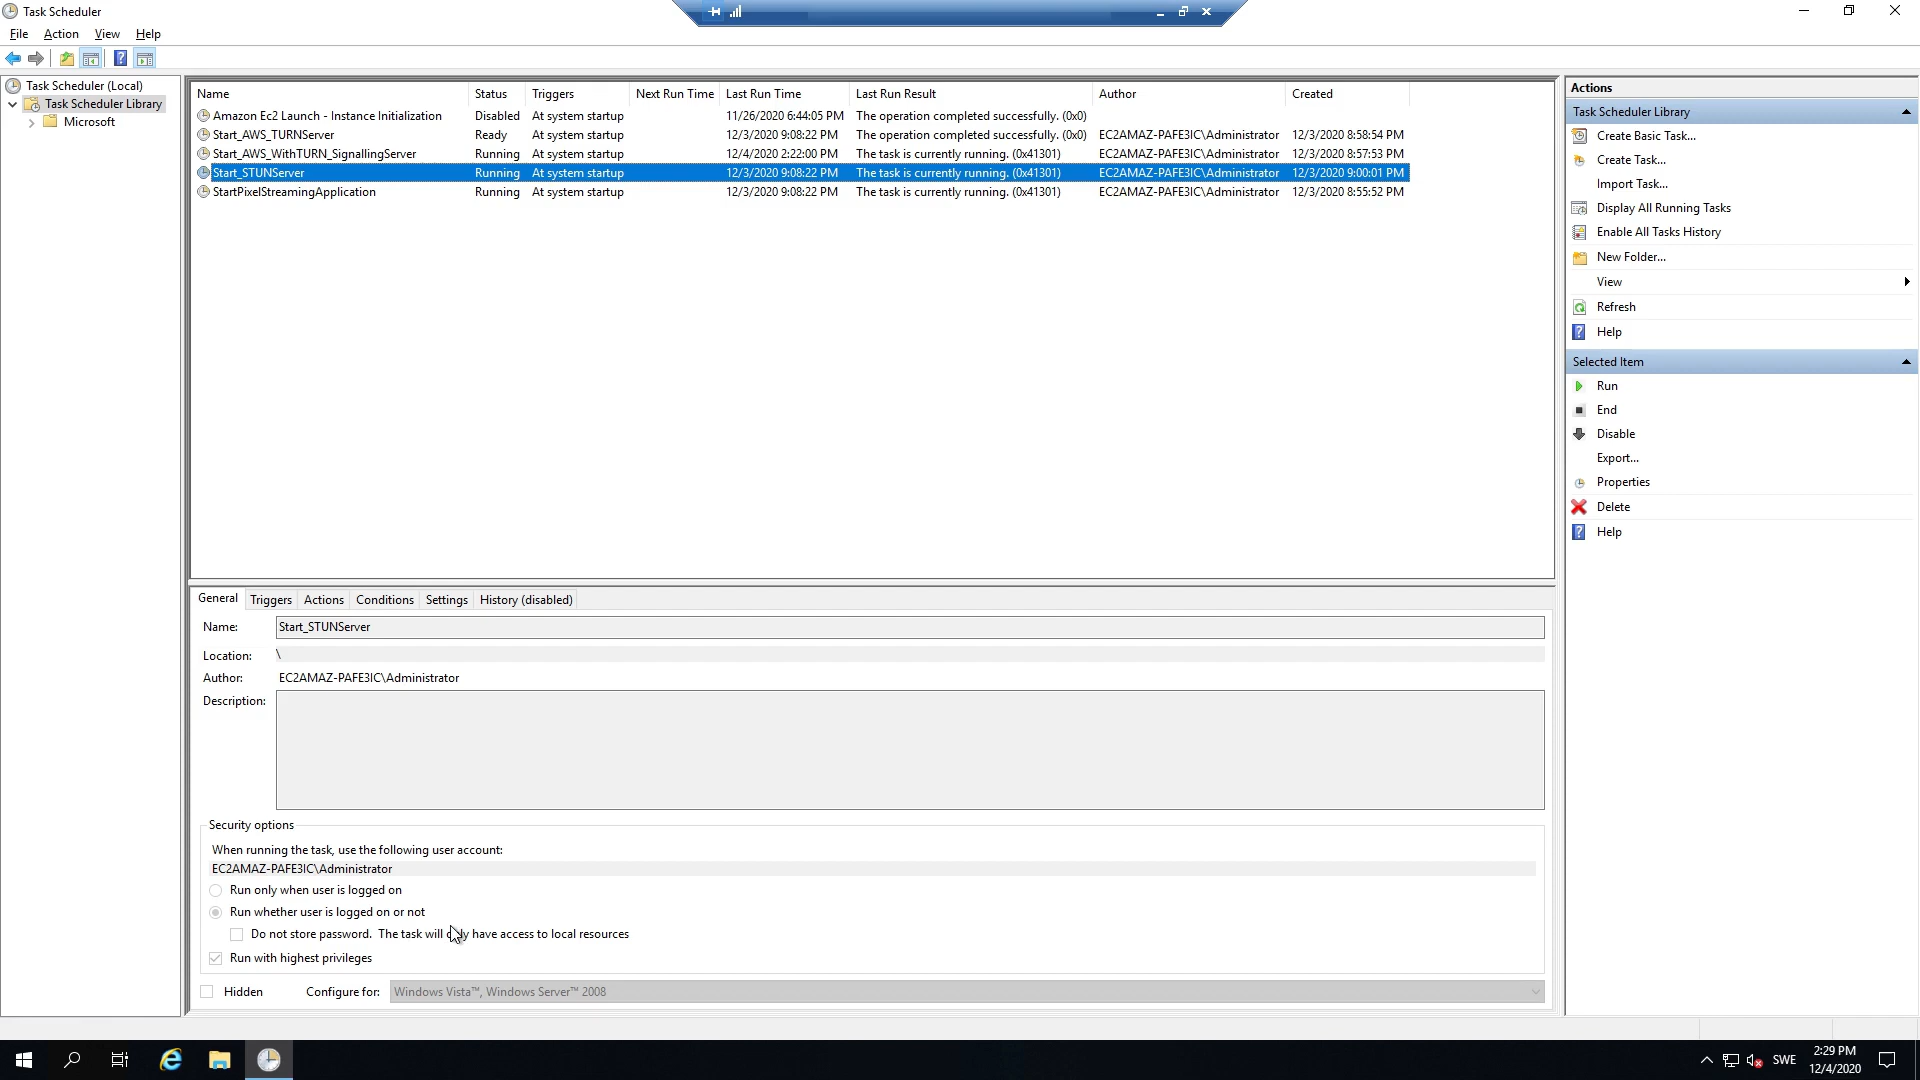 Task Scheduler
File Action View Help
Task Scheduler (Local)
Task Scheduler Library
Microsoft
Name Status Triggers Next Run Time Last Run Time Last Run Result Author Created
Amazon Ec2 Launch - Instance Initialization Disabled At system startup 11/26/2020 6:44:05 PM The operation completed successfully. (0x0)
Start_AWS_TURNServer Ready At system startup 12/3/2020 9:08:22 PM The operation completed successfully. (0x0) EC2AMAZ-PAFE3IC\Administrator 12/3/2020 8:58:54 PM
Start_AWS_WithTURN_SignallingServer Running At system startup 12/4/2020 2:22:00 PM The task is currently running. (0x41301) EC2AMAZ-PAFE3IC\Administrator 12/3/2020 8:57:53 PM
Start_STUNServer Running At system startup 12/3/2020 9:08:22 PM The task is currently running. (0x41301) EC2AMAZ-PAFE3IC\Administrator 12/3/2020 9:00:01 PM
StartPixelStreamingApplication Running At system startup 12/3/2020 9:08:22 PM The task is currently running. (0x41301) EC2AMAZ-PAFE3IC\Administrator 12/3/2020 8:55:52 PM
General Triggers Actions Conditions Settings History (disabled)
Name: Start_STUNServer
Location: \
Author: EC2AMAZ-PAFE3IC\Administrator
Description:
Security options
When running the task, use the following user account:
EC2AMAZ-PAFE3IC\Administrator
Run only when user is logged on
Run whether user is logged on or not
Do not store password. The task will only have access to local resources
Run with highest privileges
Hidden Configure for: Windows Vista™, Windows Server™ 2008
Actions
Task Scheduler Library
Create Basic Task...
Create Task...
Import Task...
Display All Running Tasks
Enable All Tasks History
New Folder...
View
Refresh
Help
Selected Item
Run
End
Disable
Export...
Properties
Delete
Help
SWE
2:29 PM
12/4/2020